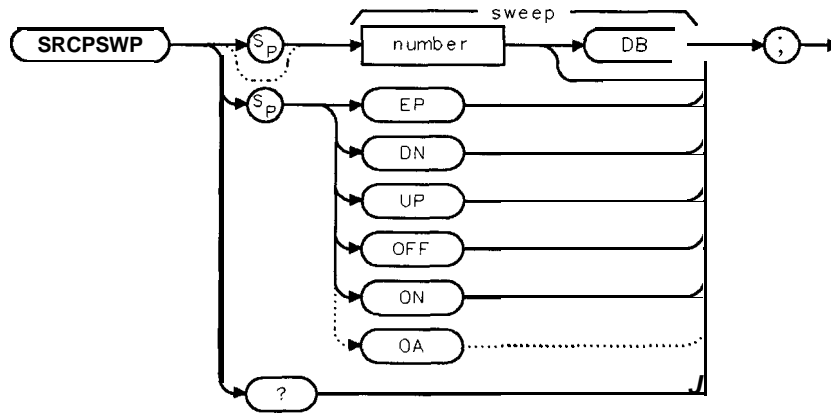 sweep
SRCPSWP SP number DB ;
SP EP
DN
UP
OFF
ON
OA
?